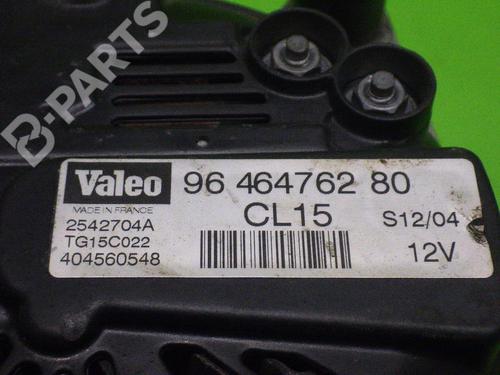 B-PARTS
Valeo
96 464762 80
MADE IN FRANCE
CL15
S12/04
2542704A
TG15C022
12V
404560548